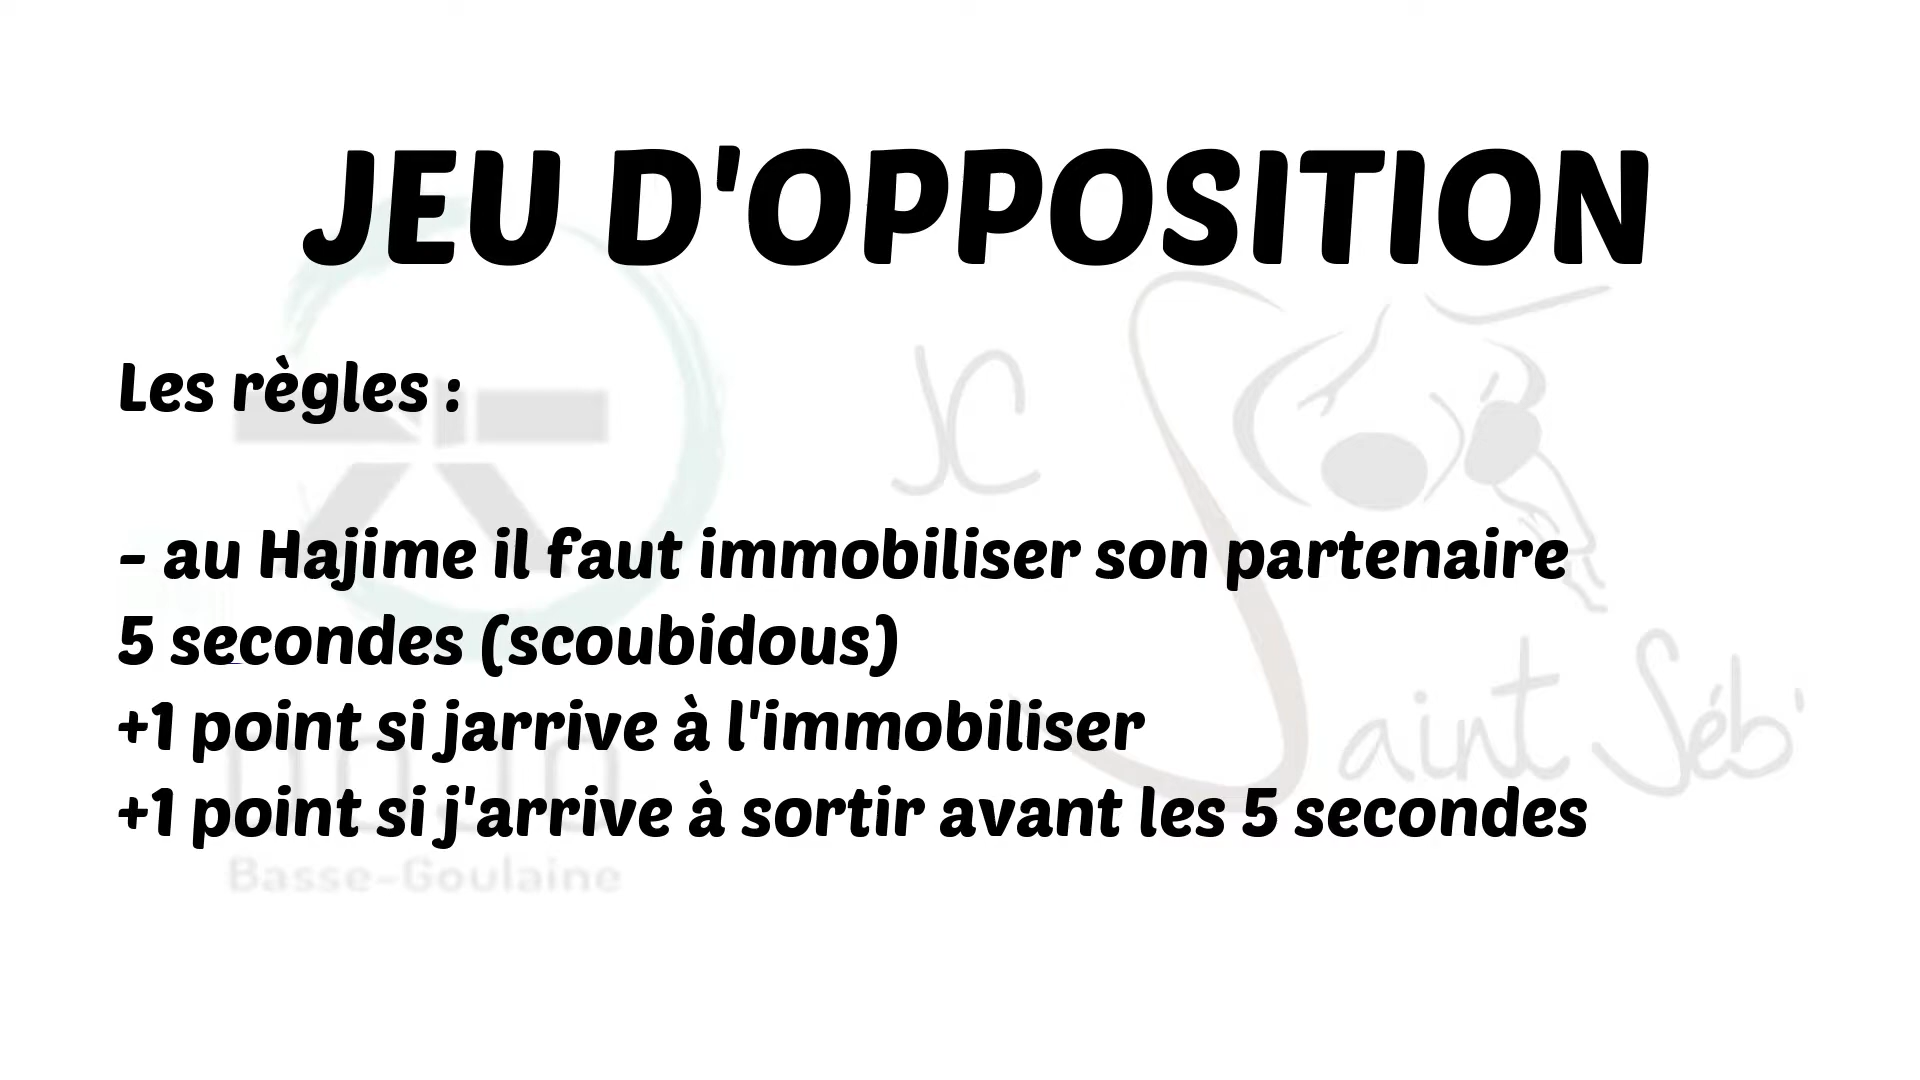 JEU D'OPPOSITION
Les règles :
JC
- au Hajime il faut immobiliser son partenaire
5 secondes (scoubidous)
+1 point si jarrive à l'immobiliser
Saint Séb'
+1 point si j'arrive à sortir avant les 5 secondes
DOJO
Basse-Goulaine